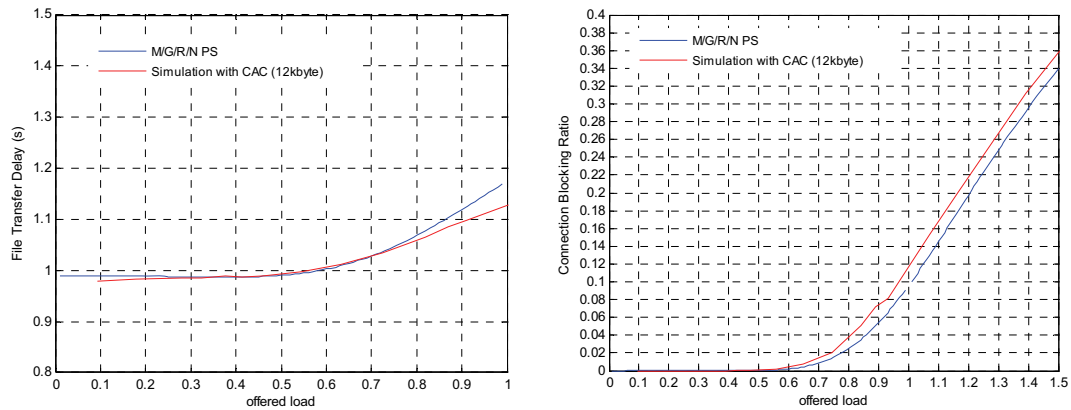 1.5
1.4
1.3
1.2
1.1
1
0.9
0.8
File Transfer Delay (s)
M/G/R/N PS
Simulation with CAC (12kbyte)
0 0.1 0.2 0.3 0.4 0.5 0.6 0.7 0.8 0.9 1
offered load
0.4
0.38
0.36
0.34
0.32
0.3
0.28
0.26
0.24
0.22
0.2
0.18
0.16
0.14
0.12
0.1
0.08
0.06
0.04
0.02
0
Connection Blocking Ratio
M/G/R/N PS
Simulation with CAC (12kbyte)
0 0.1 0.2 0.3 0.4 0.5 0.6 0.7 0.8 0.9 1.0 1.1 1.2 1.3 1.4 1.5
offered load